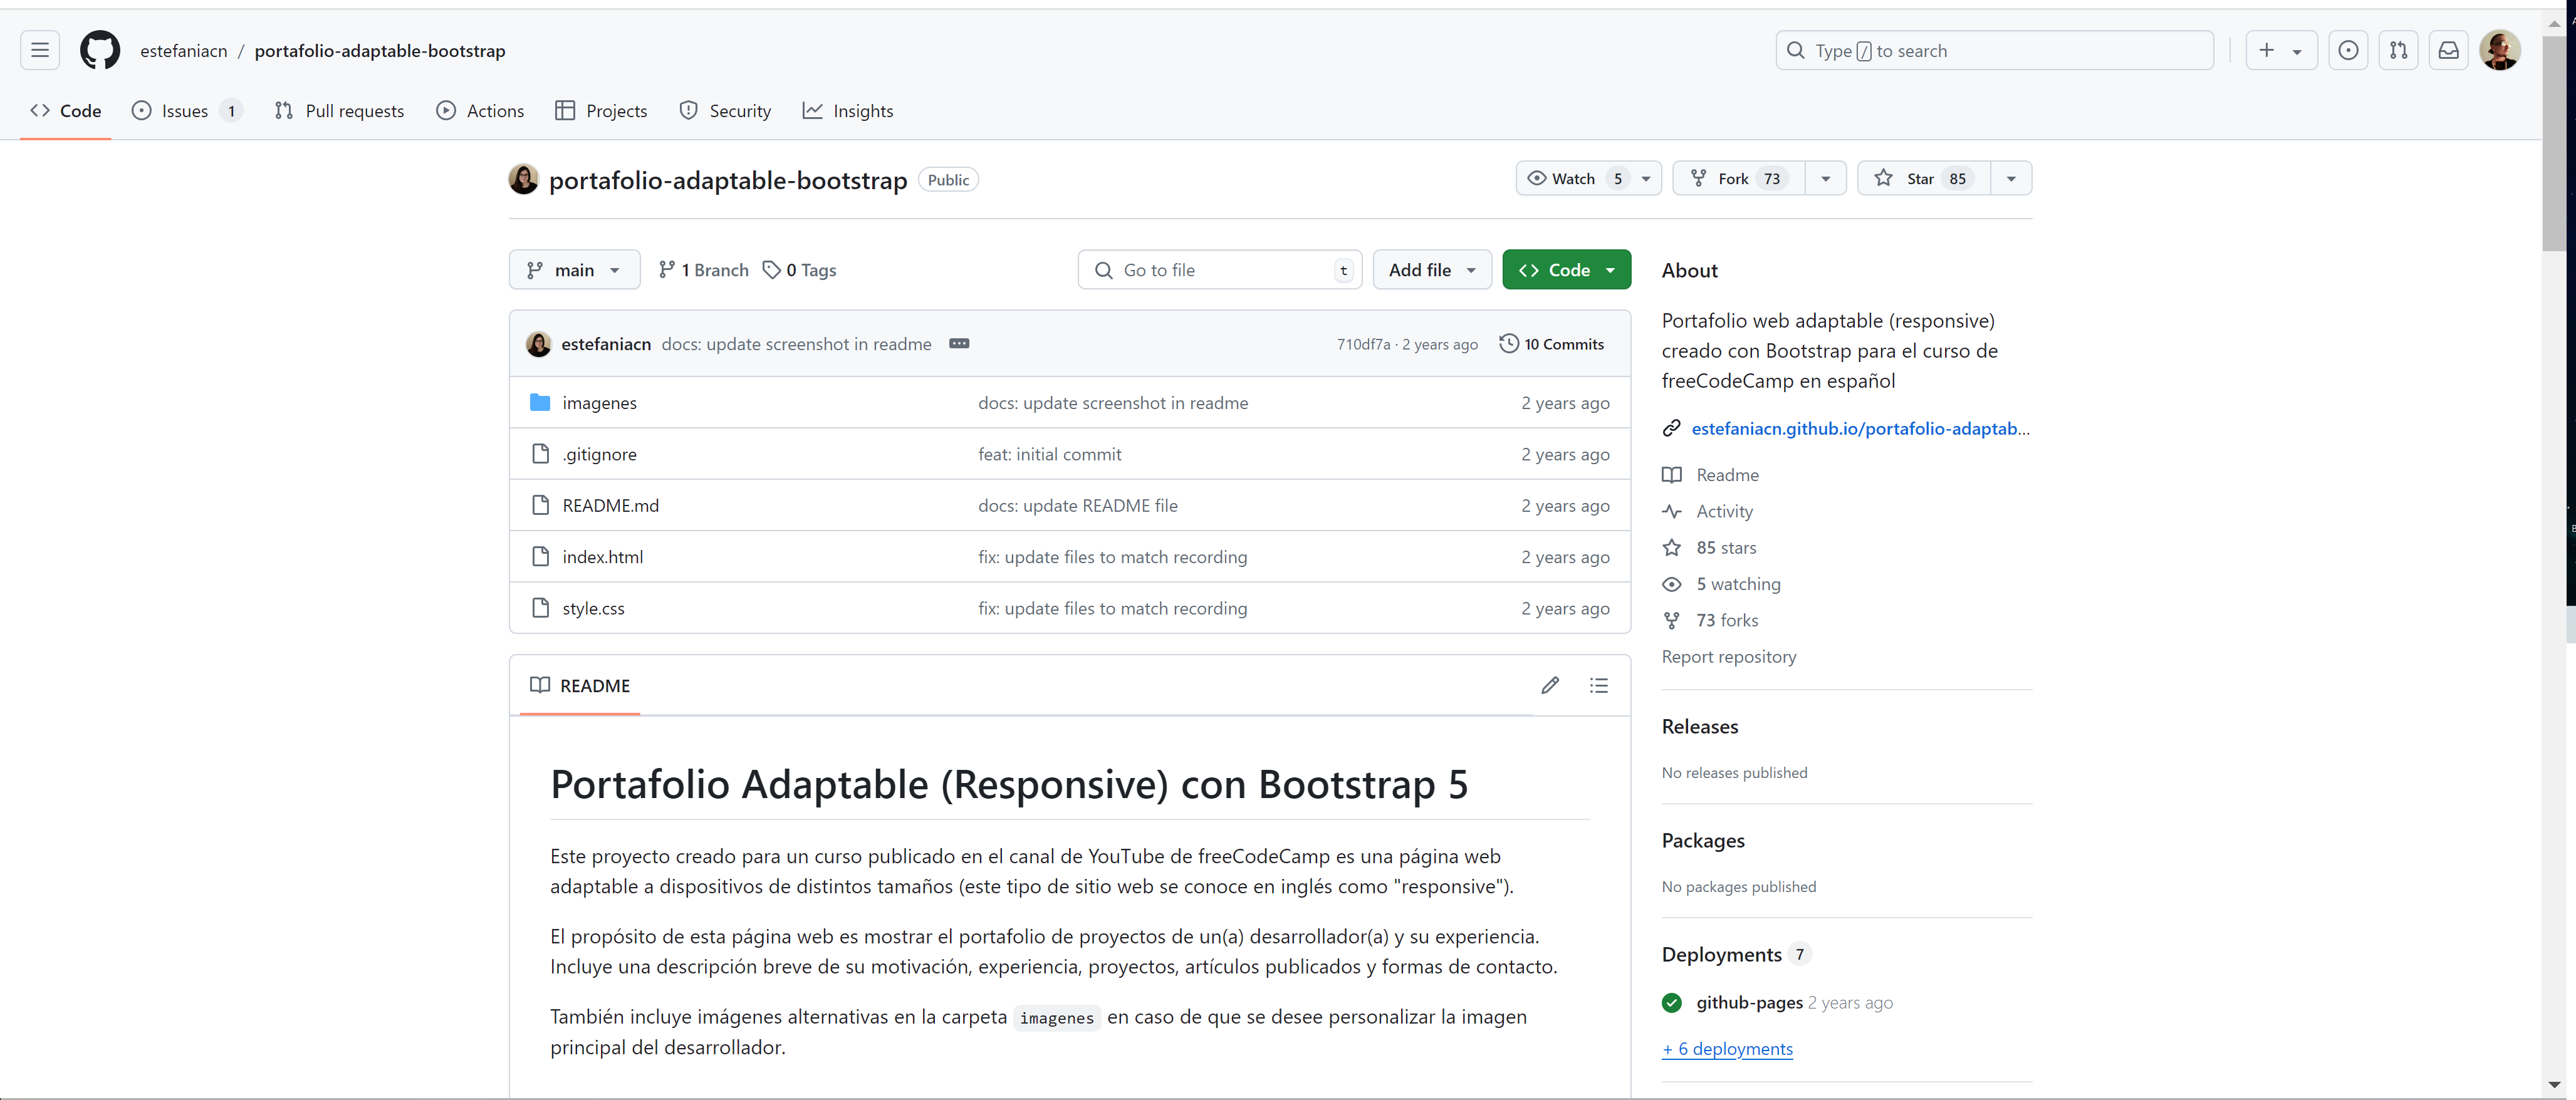 estefaniacn / portafolio-adaptable-bootstrap
Type / to search
Code
Issues 1
Pull requests
Actions
Projects
Security
Insights
portafolio-adaptable-bootstrap Public
Watch 5
Fork 73
Star 85
main
1 Branch
0 Tags
Go to file t
Add file
Code
estefaniacn docs: update screenshot in readme
710df7a · 2 years ago
10 Commits
imagenes docs: update screenshot in readme 2 years ago
.gitignore feat: initial commit 2 years ago
README.md docs: update README file 2 years ago
index.html fix: update files to match recording 2 years ago
style.css fix: update files to match recording 2 years ago
README
Portafolio Adaptable (Responsive) con Bootstrap 5
Este proyecto creado para un curso publicado en el canal de YouTube de freeCodeCamp es una página web
adaptable a dispositivos de distintos tamaños (este tipo de sitio web se conoce en inglés como "responsive").
El propósito de esta página web es mostrar el portafolio de proyectos de un(a) desarrollador(a) y su experiencia.
Incluye una descripción breve de su motivación, experiencia, proyectos, artículos publicados y formas de contacto.
También incluye imágenes alternativas en la carpeta imagenes en caso de que se desee personalizar la imagen
principal del desarrollador.
About
Portafolio web adaptable (responsive)
creado con Bootstrap para el curso de
freeCodeCamp en español
estefaniacn.github.io/portafolio-adaptab...
Readme
Activity
85 stars
5 watching
73 forks
Report repository
Releases
No releases published
Packages
No packages published
Deployments 7
github-pages 2 years ago
+ 6 deployments